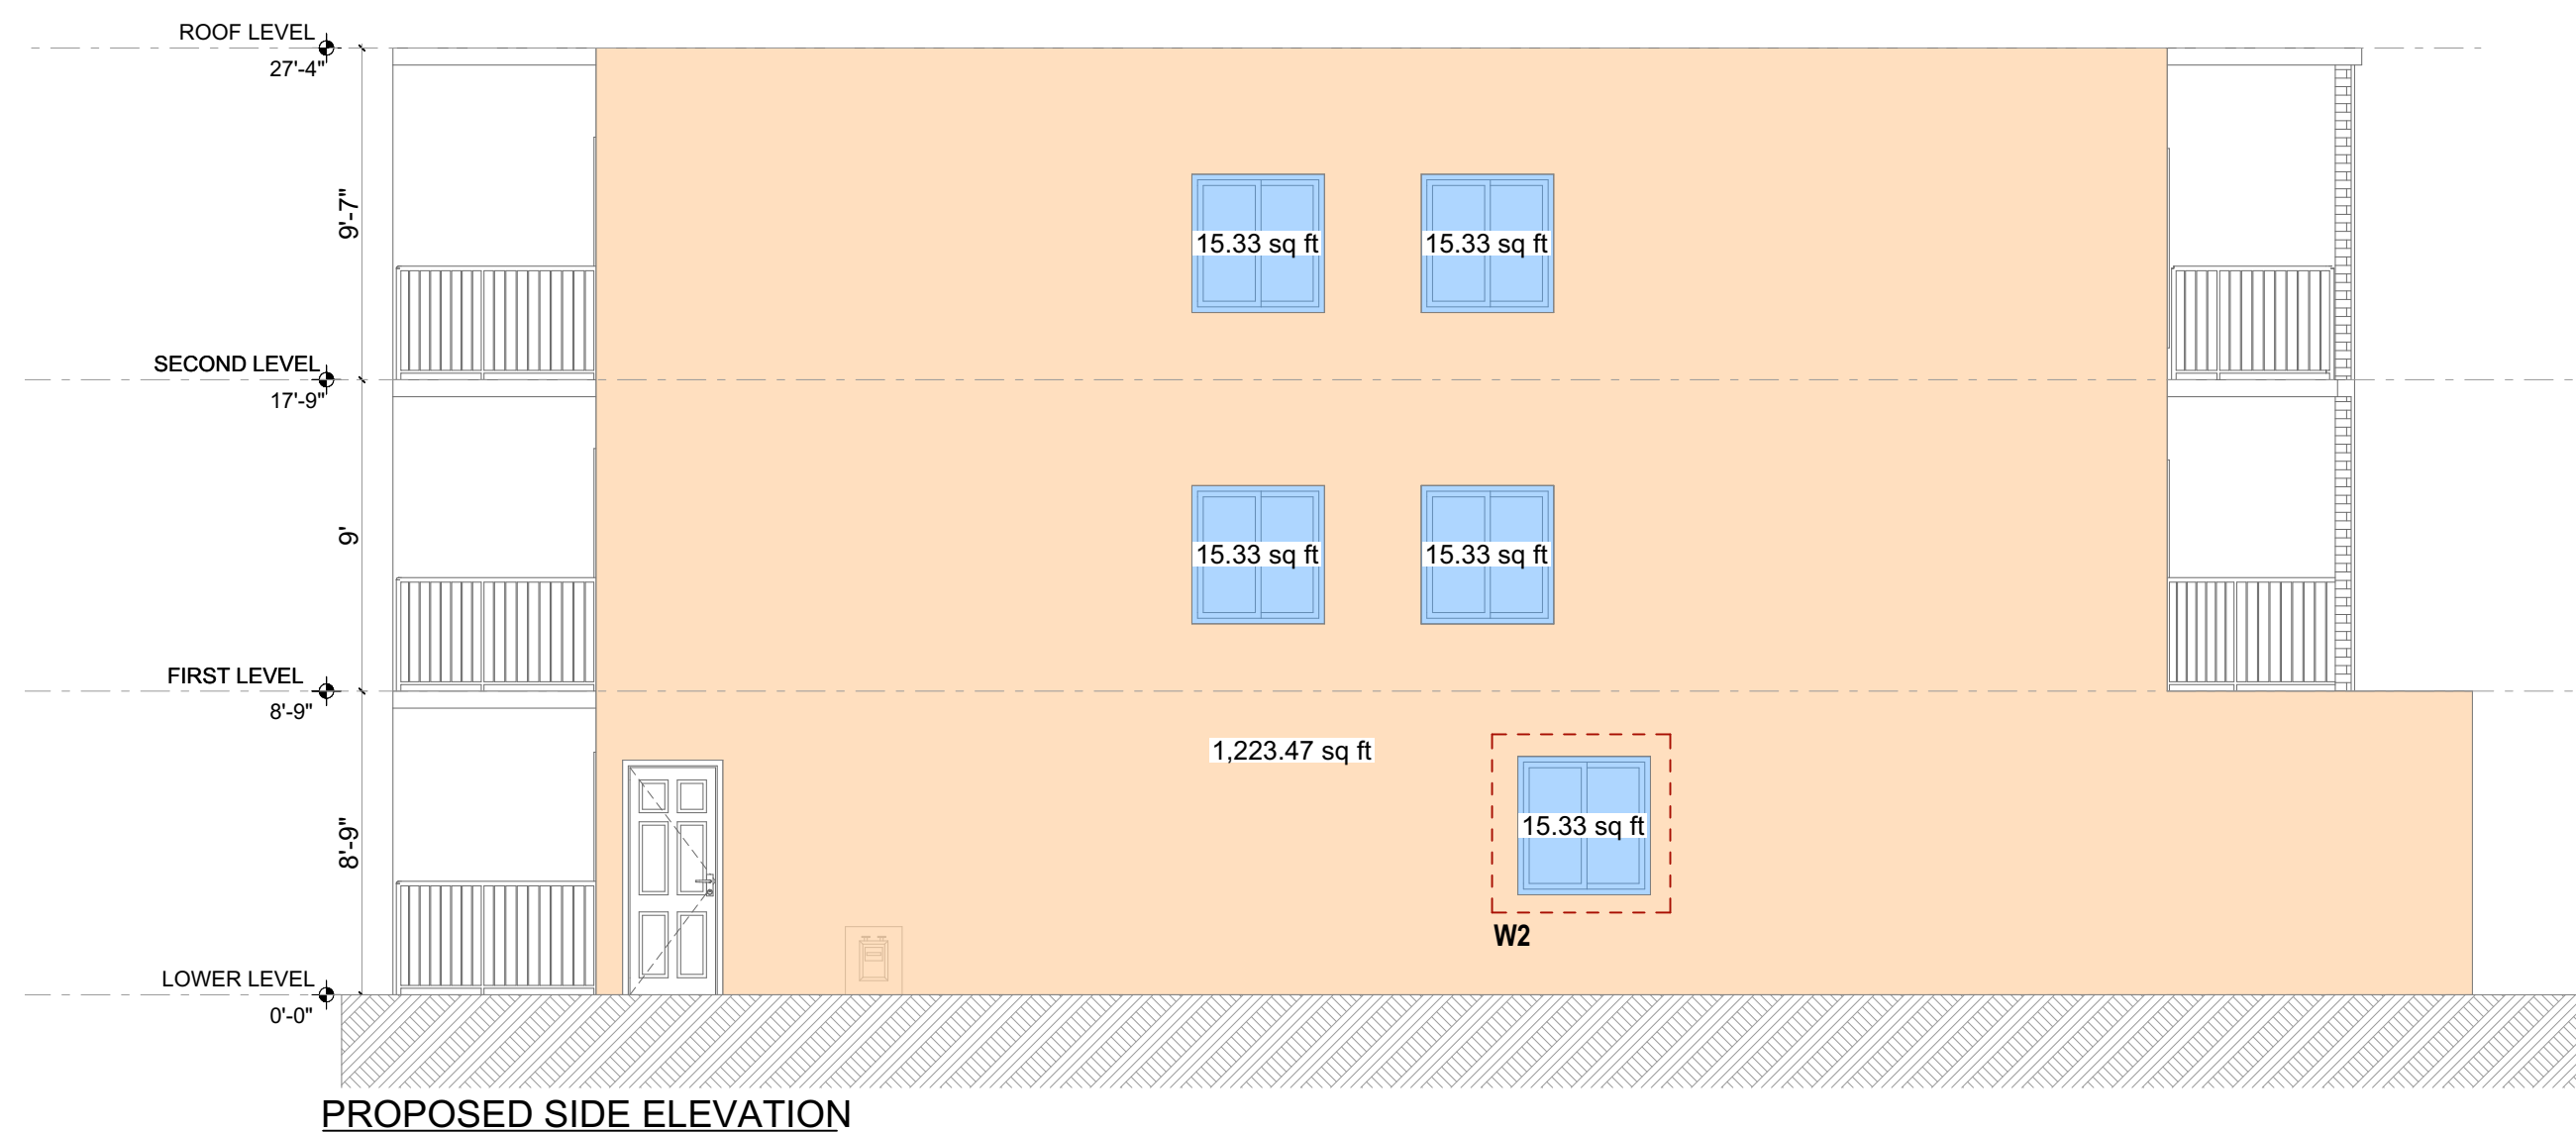 ROOF LEVEL
27'-4"
9'-7"
15.33 sq ft
15.33 sq ft
SECOND LEVEL
17'-9"
9'
15.33 sq ft
15.33 sq ft
FIRST LEVEL
8'-9"
1,223.47 sq ft
8'-9"
15.33 sq ft
W2
LOWER LEVEL
0'-0"
PROPOSED SIDE ELEVATION